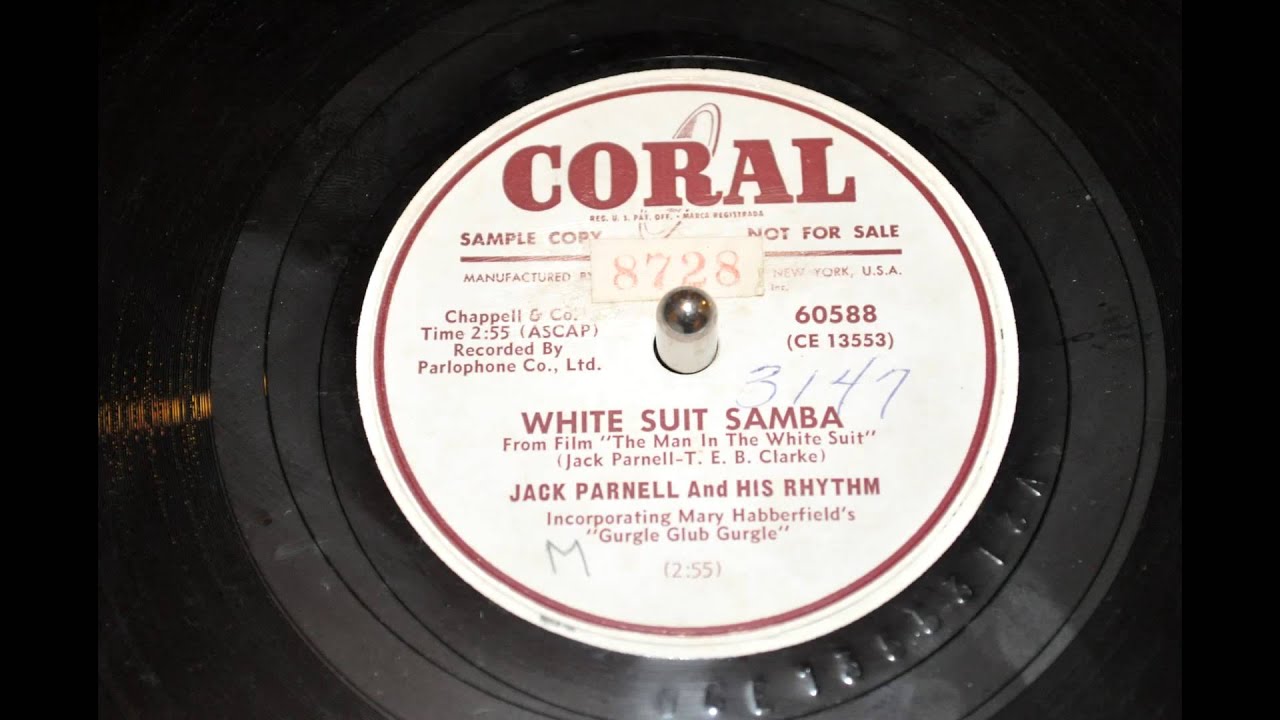 CORAL
REG. U. S. PAT. OFF. - MARCA REGISTRADA
SAMPLE COPY NOT FOR SALE
8728
MANUFACTURED BY NEW YORK, U.S.A.
Inc.
Chappell & Co.
Time 2:55 (ASCAP)
Recorded By
Parlophone Co., Ltd.
60588
(CE 13553)
3147
WHITE SUIT SAMBA
From Film "The Man In The White Suit"
(Jack Parnell-T. E. B. Clarke)
JACK PARNELL And HIS RHYTHM
Incorporating Mary Habberfield's
"Gurgle Glub Gurgle"
M
(2:55)